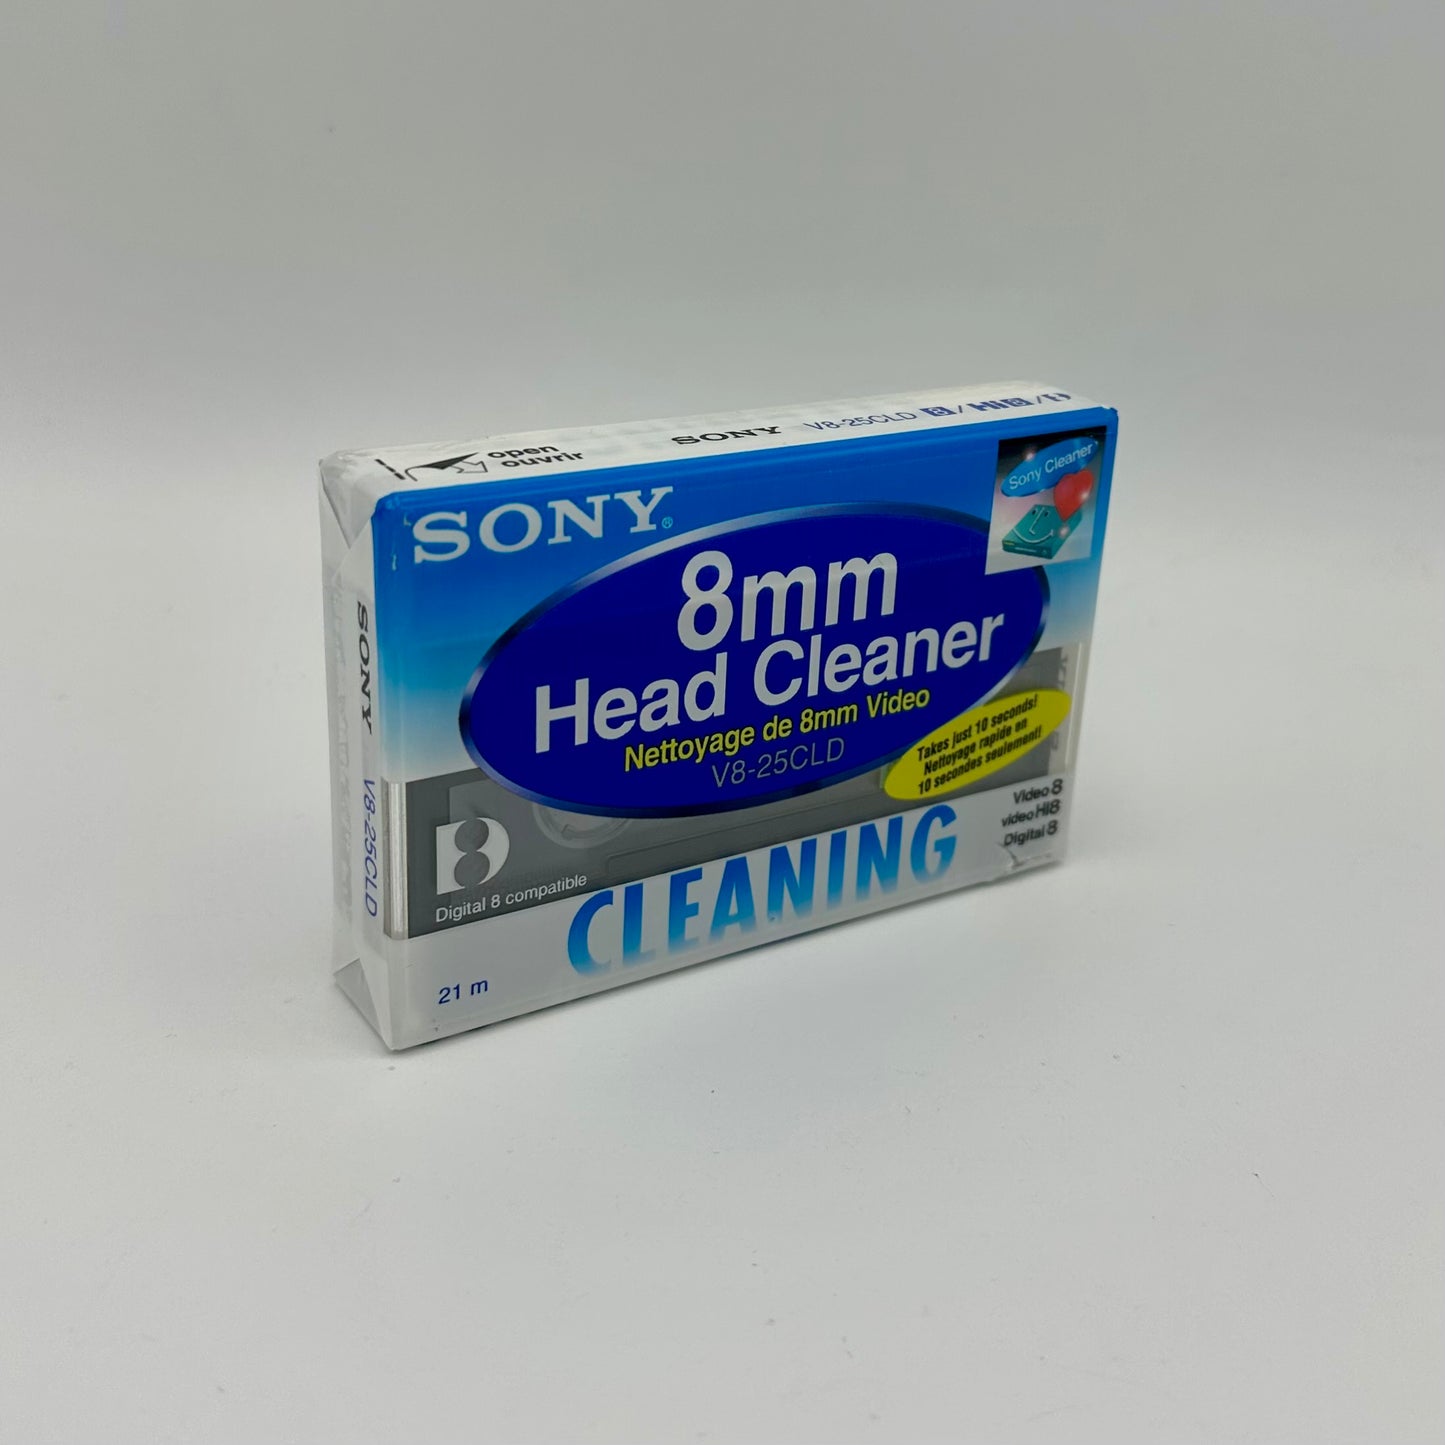 open
ouvrir
SONY V8-25CLD 8/Hi8/
SONY V8-25CLD
SONY®
Sony Cleaner
8mm
Head Cleaner
Nettoyage de 8mm Video
V8-25CLD
Takes just 10 seconds!
Nettoyage rapide en
10 secondes seulement!
Video 8
video Hi8
Digital 8
Digital 8 compatible
CLEANING
21 m